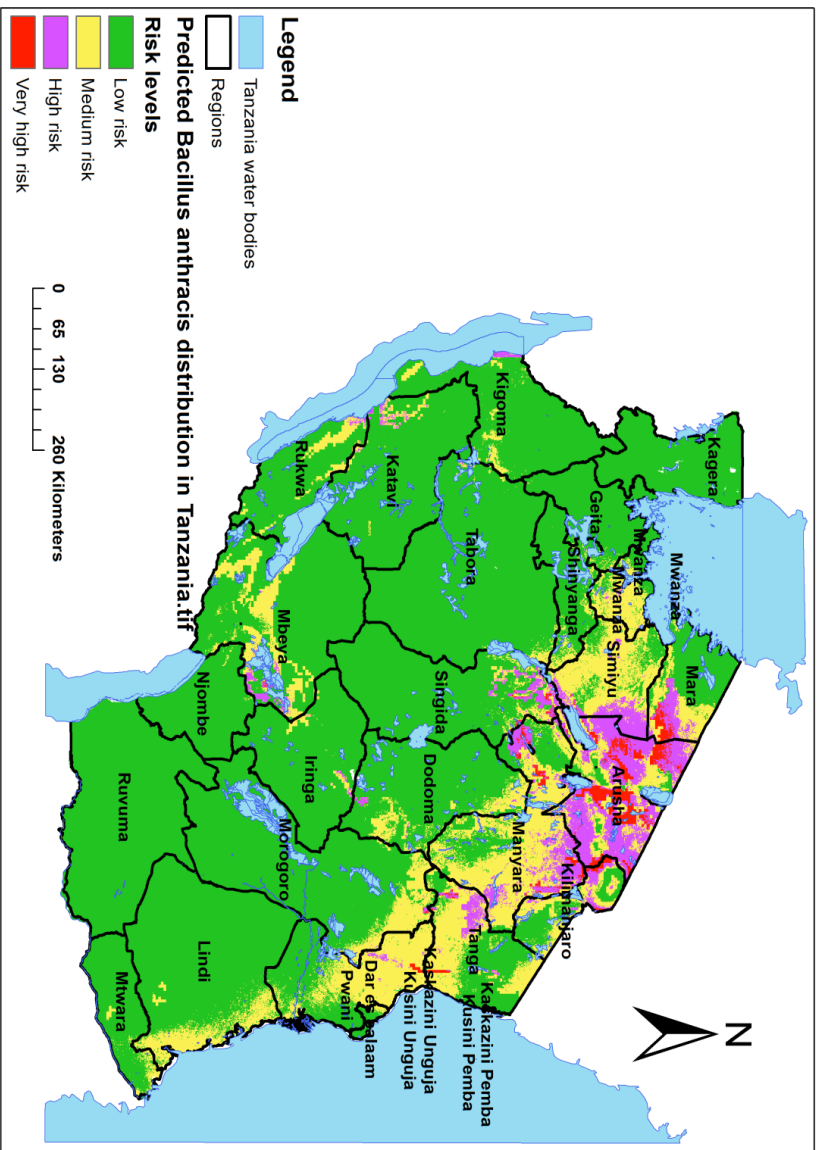 N
Kagera
Mwanza
Mara
Mwanza
Geita
Mwanza
Simiyu
Shinyanga
Arusha
Kilimanjaro
Kigoma
Tabora
Singida
Manyara
Kaskazini Pemba
Kusini Pemba
Tanga
Katavi
Dodoma
Kaskazini Unguja
Kusini Unguja
Dar es salaam
Pwani
Rukwa
Mbeya
Iringa
Morogoro
Njombe
Lindi
Ruvuma
Mtwara
Legend
Tanzania water bodies
Regions
Predicted Bacillus anthracis distribution in Tanzania.tif
Risk levels
Low risk
Medium risk
High risk
Very high risk
0 65 130 260 Kilometers